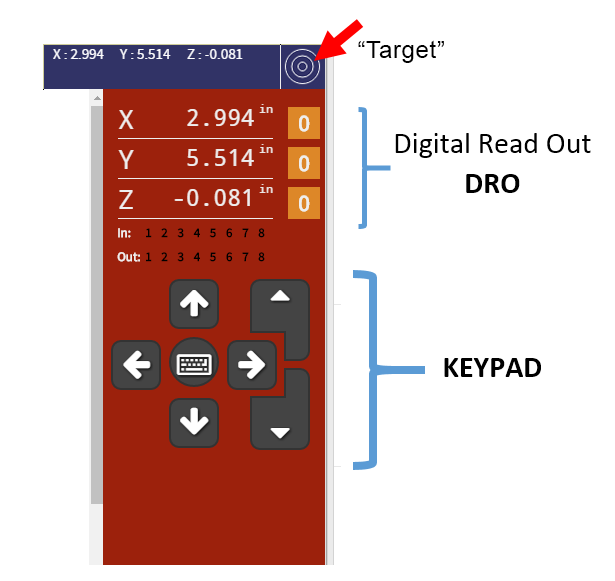 X : 2.994 Y : 5.514 Z : -0.081
“Target”
X 2.994 in 0
Y 5.514 in 0
Z -0.081 in 0
Digital Read Out
DRO
In: 1 2 3 4 5 6 7 8
Out: 1 2 3 4 5 6 7 8
KEYPAD